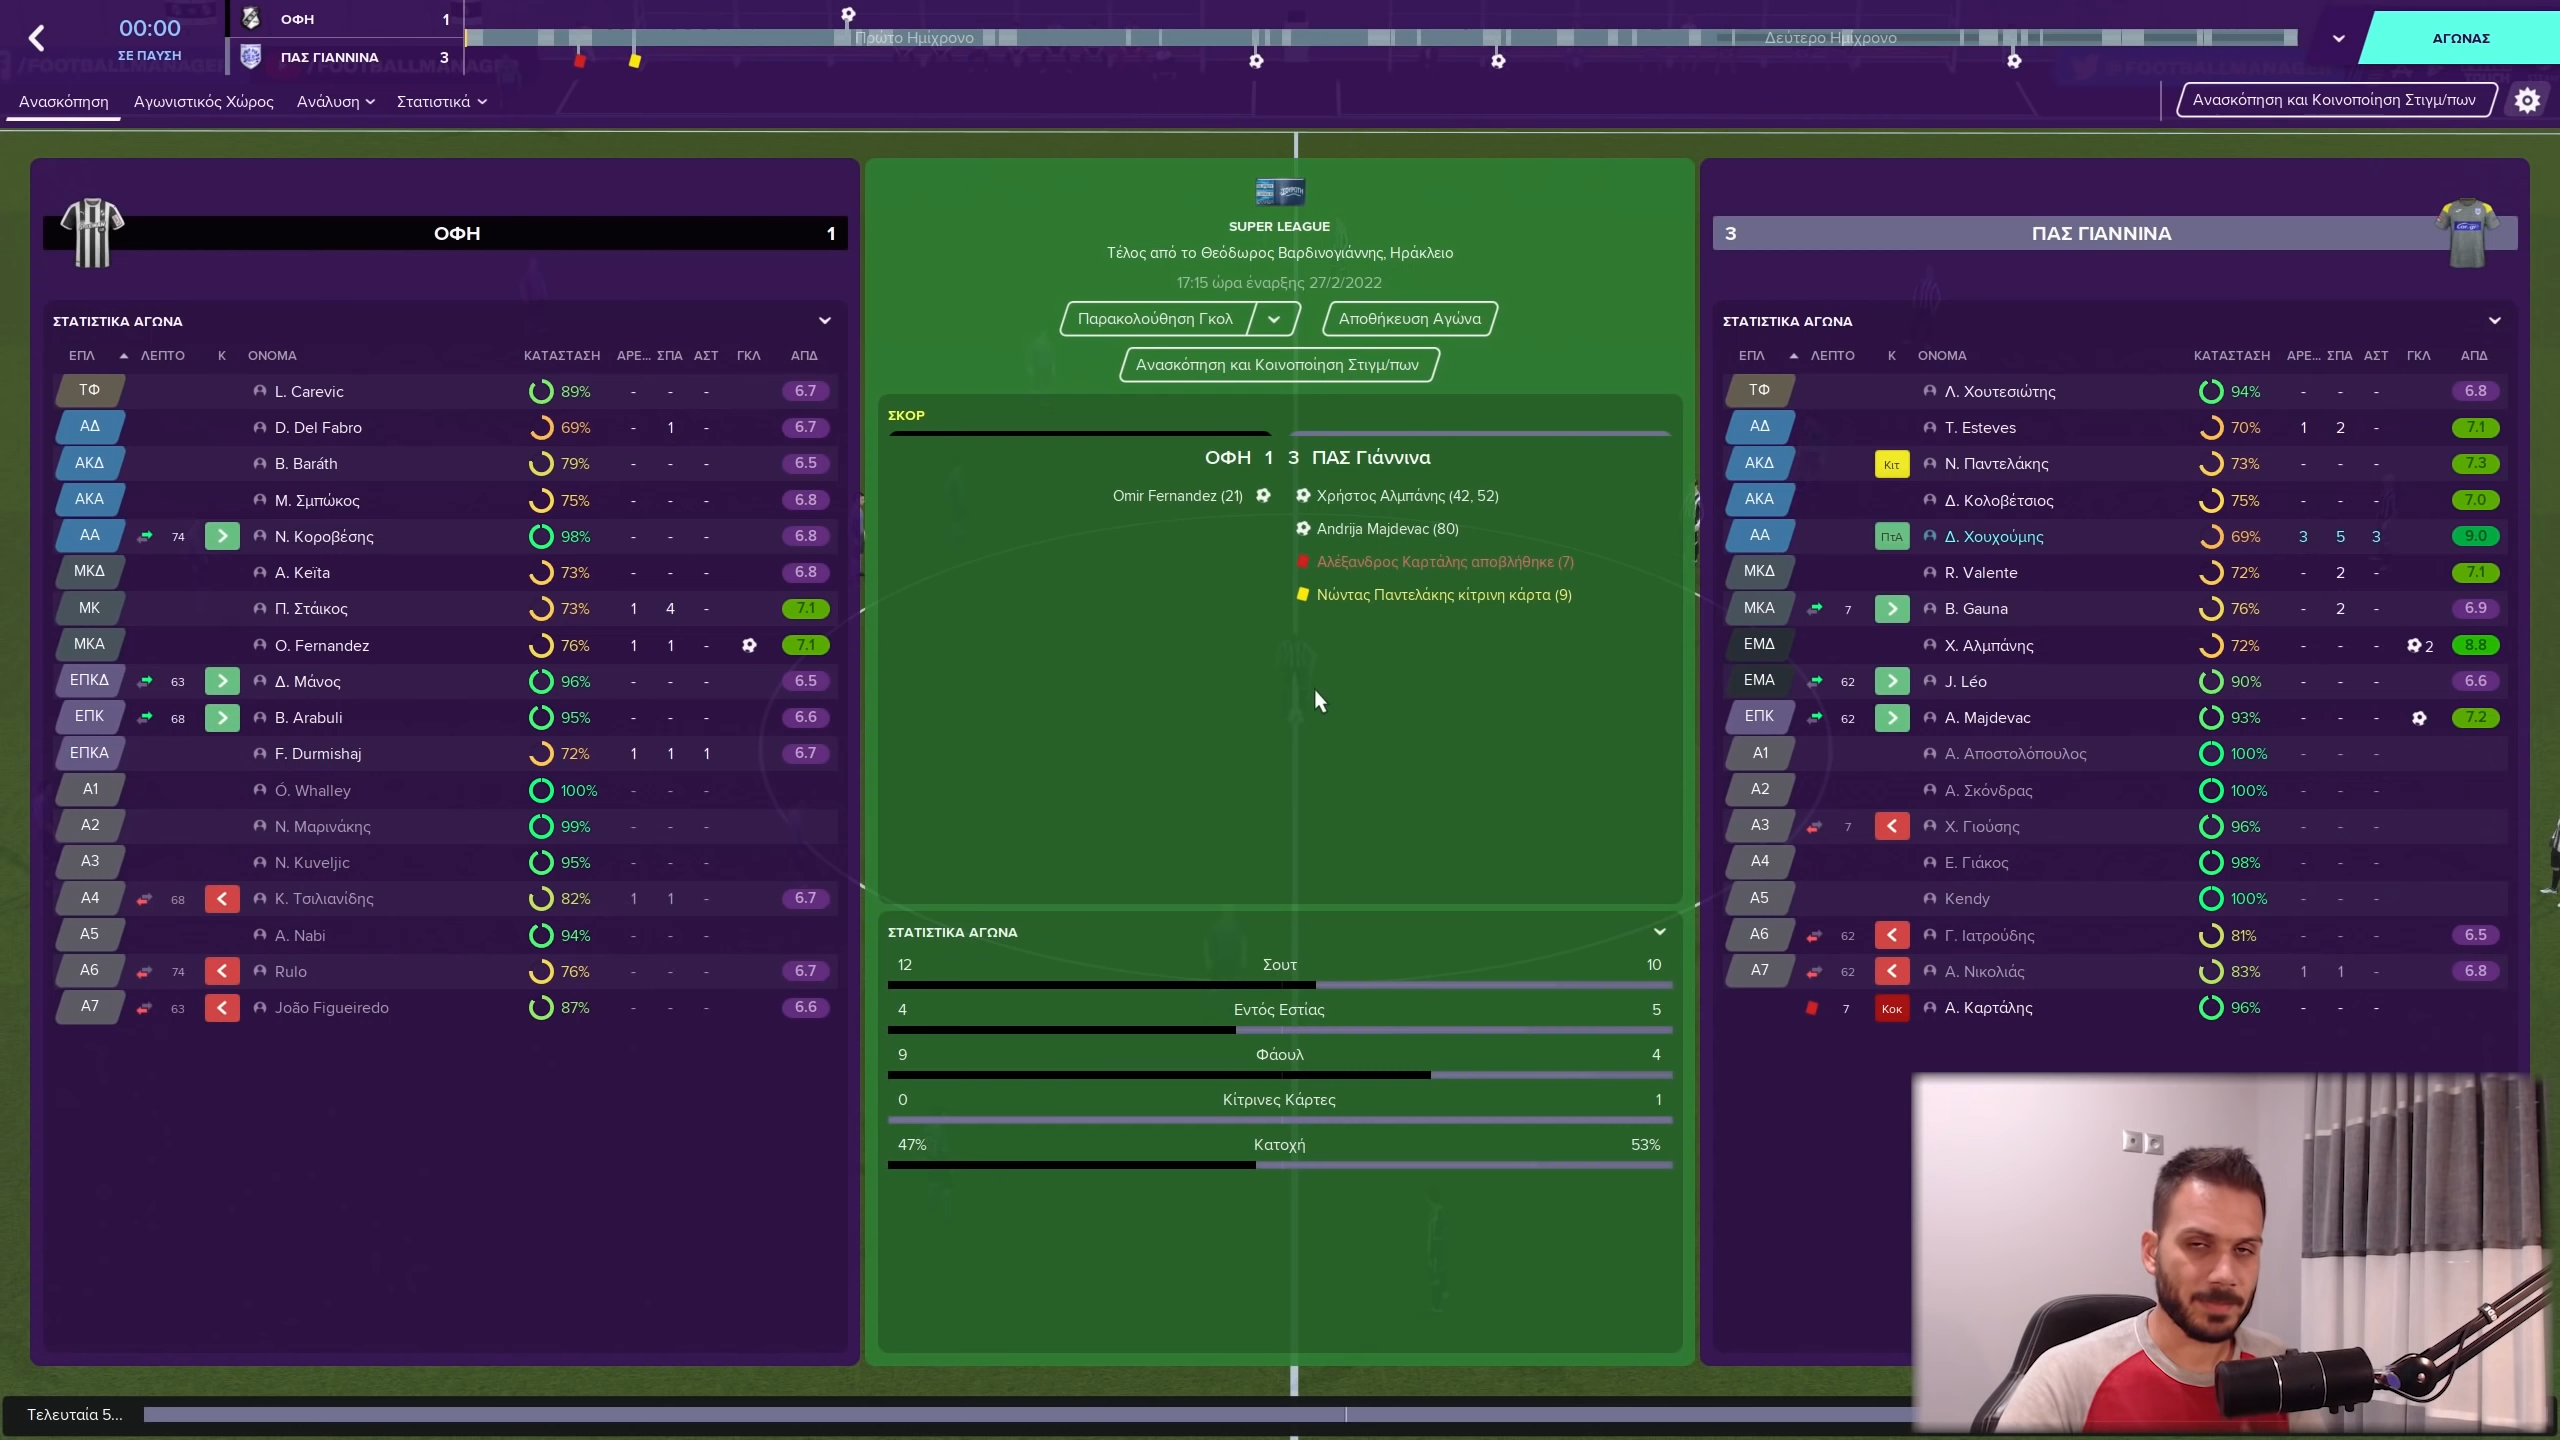 00:00
ΣΕ ΠΑΥΣΗ
ΟΦΗ 1
ΠΑΣ ΓΙΑΝΝΙΝΑ 3
Πρώτο Ημίχρονο
Δεύτερο Ημίχρονο
ΑΓΩΝΑΣ
Ανασκόπηση Αγωνιστικός Χώρος Ανάλυση Στατιστικά
Ανασκόπηση και Κοινοποίηση Στιγμ/πων
ΟΦΗ 1
ΣΤΑΤΙΣΤΙΚΑ ΑΓΩΝΑ
ΕΠΛ ΛΕΠΤΟ Κ ΟΝΟΜΑ ΚΑΤΑΣΤΑΣΗ ΑΡΕ... ΣΠΑ ΑΣΤ ΓΚΛ ΑΠΔ
ΤΦ L. Carevic 89% - - - 6.7
ΑΔ D. Del Fabro 69% - 1 - 6.7
ΑΚΔ B. Baráth 79% - - - 6.5
ΑΚΑ Μ. Σμπώκος 75% - - - 6.8
ΑΑ 74 Ν. Κοροβέσης 98% - - - 6.8
ΜΚΔ A. Keïta 73% - - - 6.8
ΜΚ Π. Στάικος 73% 1 4 - 7.1
ΜΚΑ O. Fernandez 76% 1 1 - 7.1
ΕΠΚΔ 63 Δ. Μάνος 96% - - - 6.5
ΕΠΚ 68 B. Arabuli 95% - - - 6.6
ΕΠΚΑ F. Durmishaj 72% 1 1 1 6.7
Α1 Ó. Whalley 100% - - -
Α2 Ν. Μαρινάκης 99% - - -
Α3 N. Kuveljic 95% - - -
Α4 68 Κ. Τσιλιανίδης 82% 1 1 - 6.7
Α5 A. Nabi 94% - - -
Α6 74 Rulo 76% - - - 6.7
Α7 63 João Figueiredo 87% - - - 6.6
ΣΟΥΡΩΤΗ
SUPER LEAGUE
Τέλος από το Θεόδωρος Βαρδινογιάννης, Ηράκλειο
17:15 ώρα έναρξης 27/2/2022
Παρακολούθηση Γκολ Αποθήκευση Αγώνα
Ανασκόπηση και Κοινοποίηση Στιγμ/πων
ΣΚΟΡ
ΟΦΗ 1 3 ΠΑΣ Γιάννινα
Omir Fernandez (21) Χρήστος Αλμπάνης (42, 52)
Andrija Majdevac (80)
Αλέξανδρος Καρτάλης αποβλήθηκε (7)
Νώντας Παντελάκης κίτρινη κάρτα (9)
ΣΤΑΤΙΣΤΙΚΑ ΑΓΩΝΑ
12 Σουτ 10
4 Εντός Εστίας 5
9 Φάουλ 4
0 Κίτρινες Κάρτες 1
47% Κατοχή 53%
3 ΠΑΣ ΓΙΑΝΝΙΝΑ
ΣΤΑΤΙΣΤΙΚΑ ΑΓΩΝΑ
ΕΠΛ ΛΕΠΤΟ Κ ΟΝΟΜΑ ΚΑΤΑΣΤΑΣΗ ΑΡΕ... ΣΠΑ ΑΣΤ ΓΚΛ ΑΠΔ
ΤΦ Λ. Χουτεσιώτης 94% - - - 6.8
ΑΔ T. Esteves 70% 1 2 - 7.1
ΑΚΔ Κιτ Ν. Παντελάκης 73% - - - 7.3
ΑΚΑ Δ. Κολοβέτσιος 75% - - - 7.0
ΑΑ ΠτΑ Δ. Χουχούμης 69% 3 5 3 9.0
ΜΚΔ R. Valente 72% - 2 - 7.1
ΜΚΑ 7 B. Gauna 76% - 2 - 6.9
ΕΜΔ Χ. Αλμπάνης 72% - - - 2 8.8
ΕΜΑ 62 J. Léo 90% - - - 6.6
ΕΠΚ 62 A. Majdevac 93% - - - 7.2
Α1 Α. Αποστολόπουλος 100% - - -
Α2 Α. Σκόνδρας 100% - - -
Α3 7 Χ. Γιούσης 96% - - -
Α4 Ε. Γιάκος 98% - - -
Α5 Kendy 100% - - -
Α6 62 Γ. Ιατρούδης 81% - - - 6.5
Α7 62 Α. Νικολιάς 83% 1 1 - 6.8
7 Κοκ Α. Καρτάλης 96% - - -
Τελευταία 5...